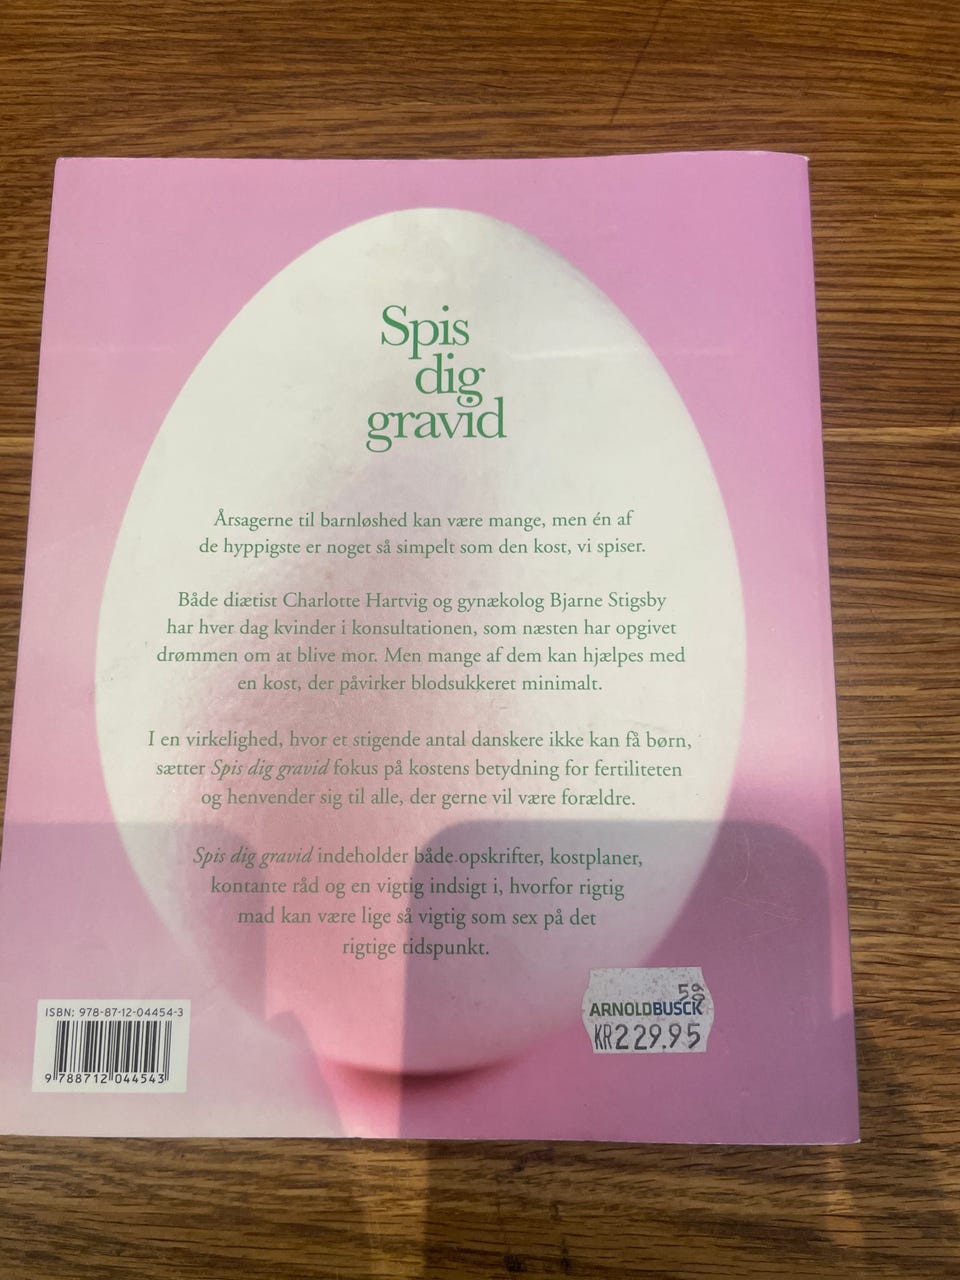 Spis
dig
gravid
Årsagerne til barnløshed kan være mange, men én af
de hyppigste er noget så simpelt som den kost, vi spiser.
Både diætist Charlotte Hartvig og gynækolog Bjarne Stigsby
har hver dag kvinder i konsultationen, som næsten har opgivet
drømmen om at blive mor. Men mange af dem kan hjælpes med
en kost, der påvirker blodsukkeret minimalt.
I en virkelighed, hvor et stigende antal danskere ikke kan få børn,
sætter Spis dig gravid fokus på kostens betydning for fertiliteten
og henvender sig til alle, der gerne vil være forældre.
Spis dig gravid indeholder både opskrifter, kostplaner,
kontante råd og en vigtig indsigt i, hvorfor rigtig
mad kan være lige så vigtig som sex på det
rigtige tidspunkt.
ISBN: 978-87-12-04454-3
9 788712 044543
ARNOLDBUSCK
KR229.95